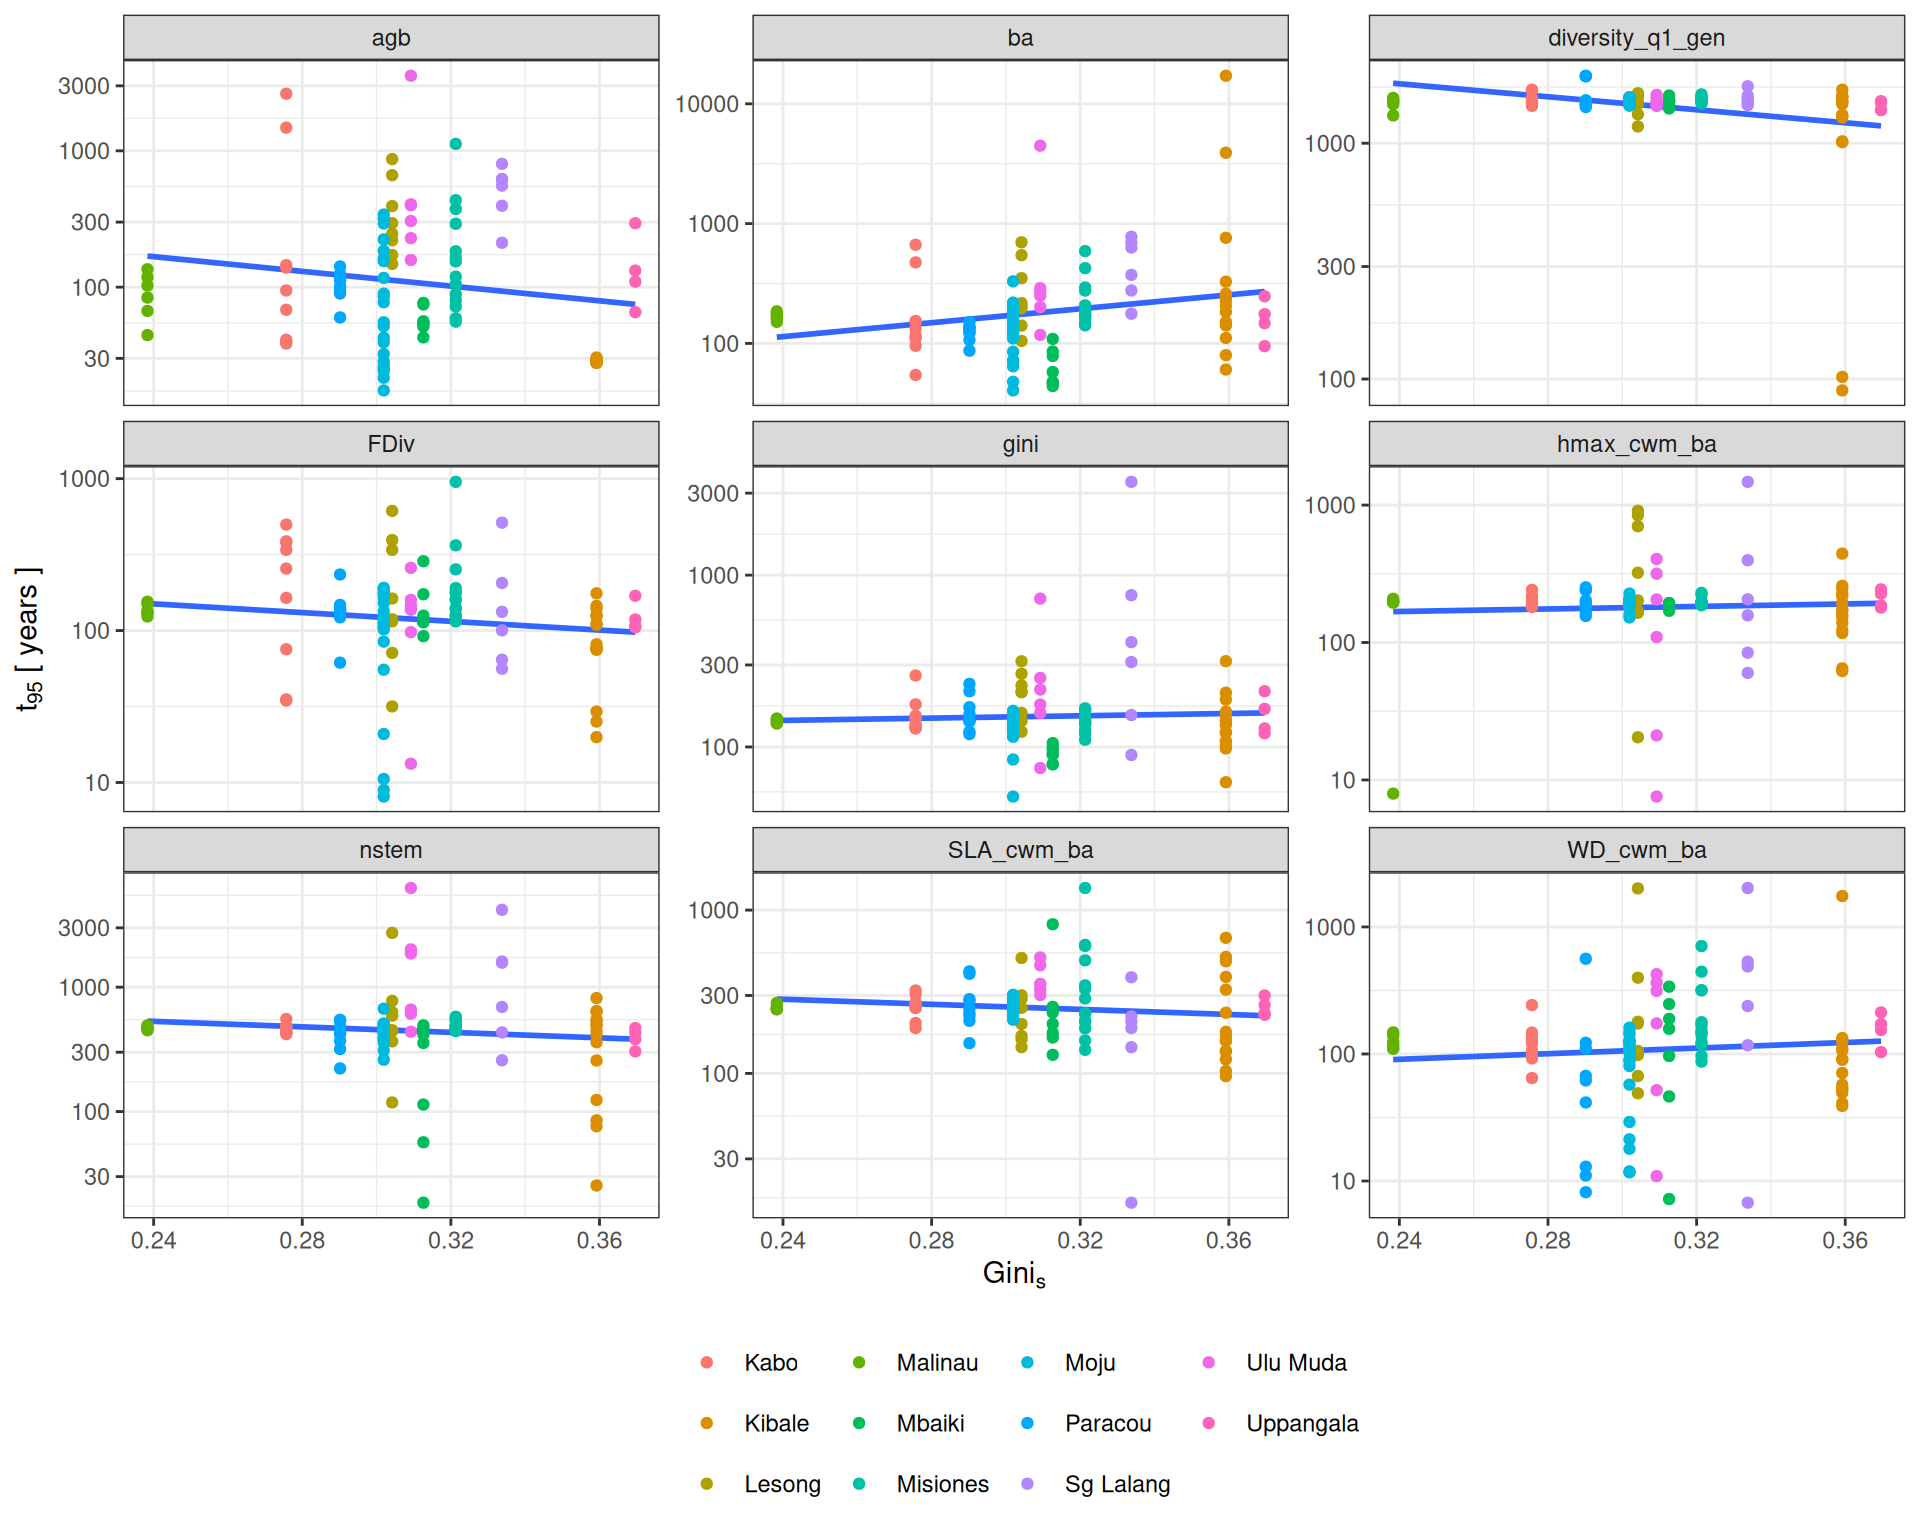 agb
ba
diversity_q1_gen
3000
1000
300
100
30
10000
1000
100
1000
300
100
FDiv
gini
hmax_cwm_ba
1000
100
10
3000
1000
300
100
1000
100
10
nstem
SLA_cwm_ba
WD_cwm_ba
3000
1000
300
100
30
1000
300
100
30
1000
100
10
0.24 0.28 0.32 0.36
0.24 0.28 0.32 0.36
0.24 0.28 0.32 0.36
t95 [ years ]
Ginis
Kabo Malinau Moju Ulu Muda
Kibale Mbaiki Paracou Uppangala
Lesong Misiones Sg Lalang